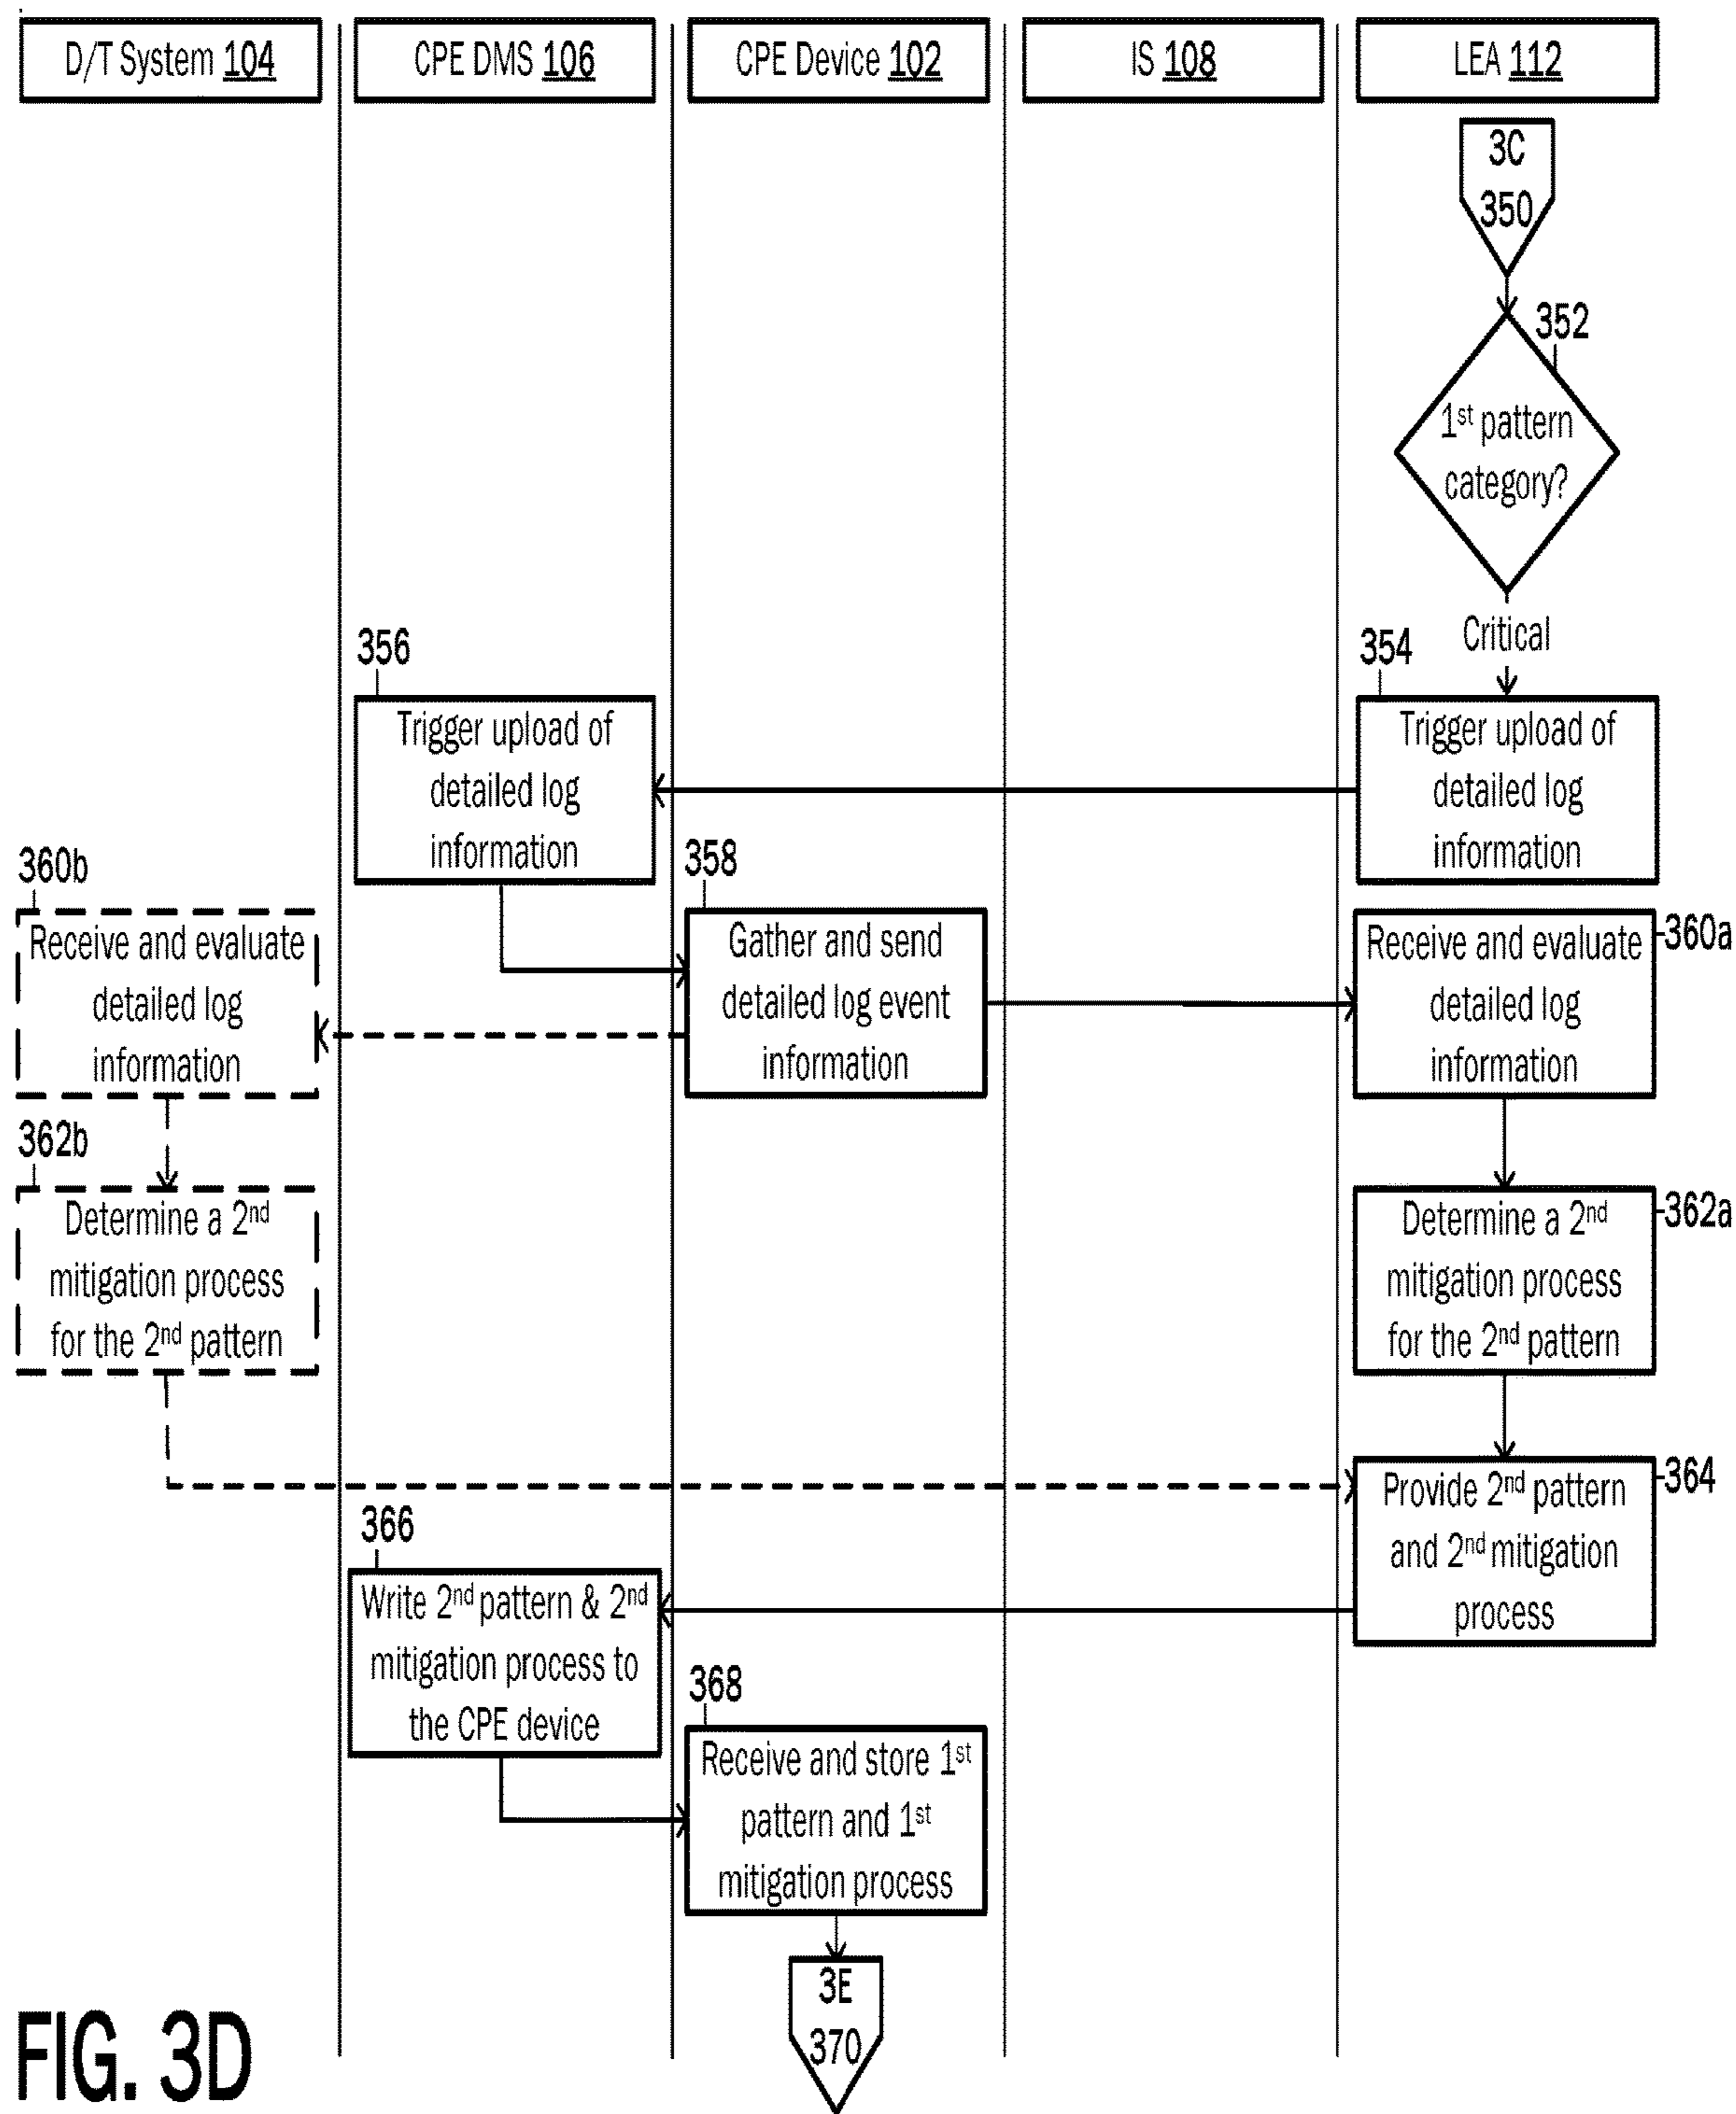 D/T System 104
CPE DMS 106
CPE Device 102
IS 108
LEA 112
3C
350
352
1st pattern
category?
Critical
354
Trigger upload of
detailed log
information
356
Trigger upload of
detailed log
information
358
Gather and send
detailed log event
information
360a
Receive and evaluate
detailed log
information
360b
Receive and evaluate
detailed log
information
362a
Determine a 2nd
mitigation process
for the 2nd pattern
362b
Determine a 2nd
mitigation process
for the 2nd pattern
364
Provide 2nd pattern
and 2nd mitigation
process
366
Write 2nd pattern & 2nd
mitigation process to
the CPE device
368
Receive and store 1st
pattern and 1st
mitigation process
3E
370
FIG. 3D